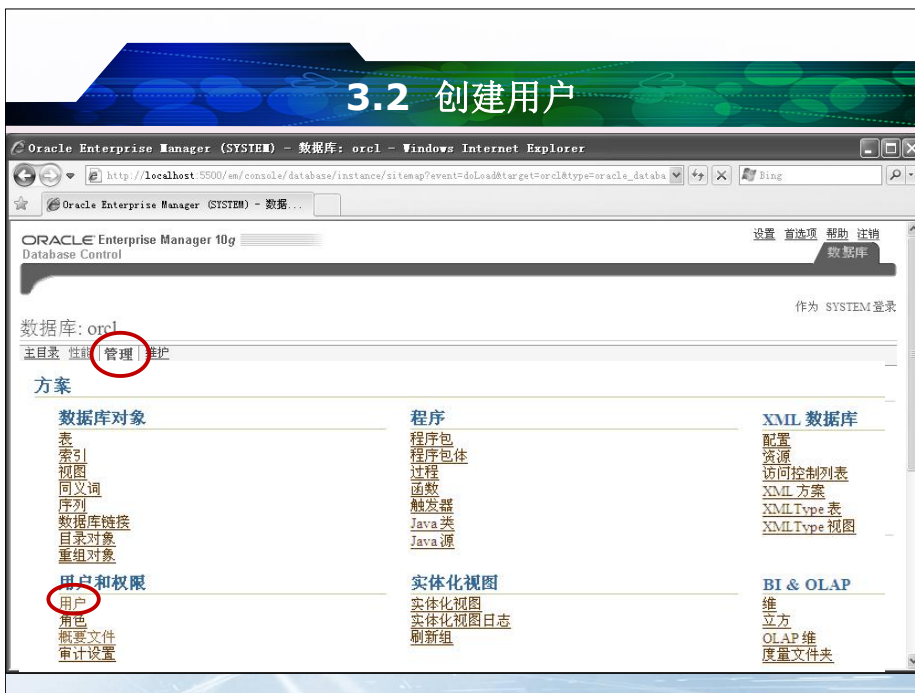 3.2 创建用户
Oracle Enterprise Manager (SYSTEM) - 数据库: orcl - Windows Internet Explorer
http://localhost:5500/em/console/database/instance/sitemap?event=doLoad&target=orcl&type=oracle_databa
Bing
Oracle Enterprise Manager (SYSTEM) - 数据...
ORACLE Enterprise Manager 10g
Database Control
设置 首选项 帮助 注销
数据库
作为 SYSTEM 登录
数据库: orcl
主目录 性能 管理 维护
方案
数据库对象
表
索引
视图
同义词
序列
数据库链接
目录对象
重组对象
程序
程序包
程序包体
过程
函数
触发器
Java 类
Java 源
XML 数据库
配置
资源
访问控制列表
XML 方案
XMLType 表
XMLType 视图
用户和权限
用户
角色
概要文件
审计设置
实体化视图
实体化视图
实体化视图日志
刷新组
BI & OLAP
维
立方
OLAP 维
度量文件夹